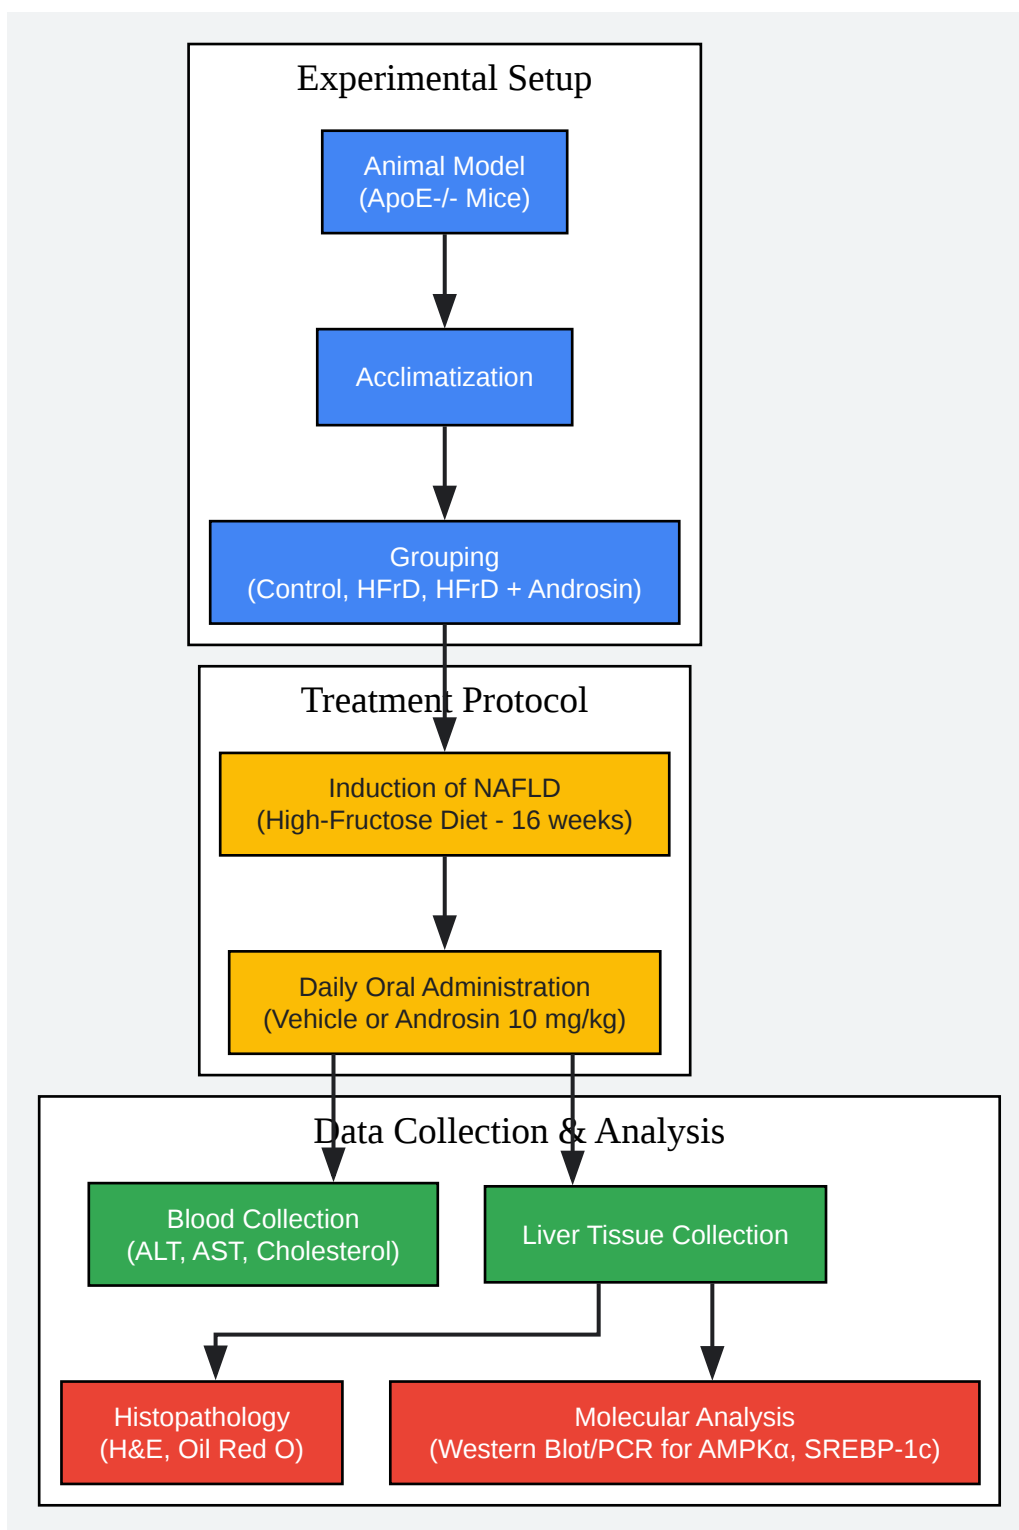 Experimental Setup
Animal Model
(ApoE-/- Mice)
Acclimatization
Grouping
(Control, HFrD, HFrD + Androsin)
Treatment Protocol
Induction of NAFLD
(High-Fructose Diet - 16 weeks)
Daily Oral Administration
(Vehicle or Androsin 10 mg/kg)
Data Collection & Analysis
Blood Collection
(ALT, AST, Cholesterol)
Liver Tissue Collection
Histopathology
(H&E, Oil Red O)
Molecular Analysis
(Western Blot/PCR for AMPKα, SREBP-1c)